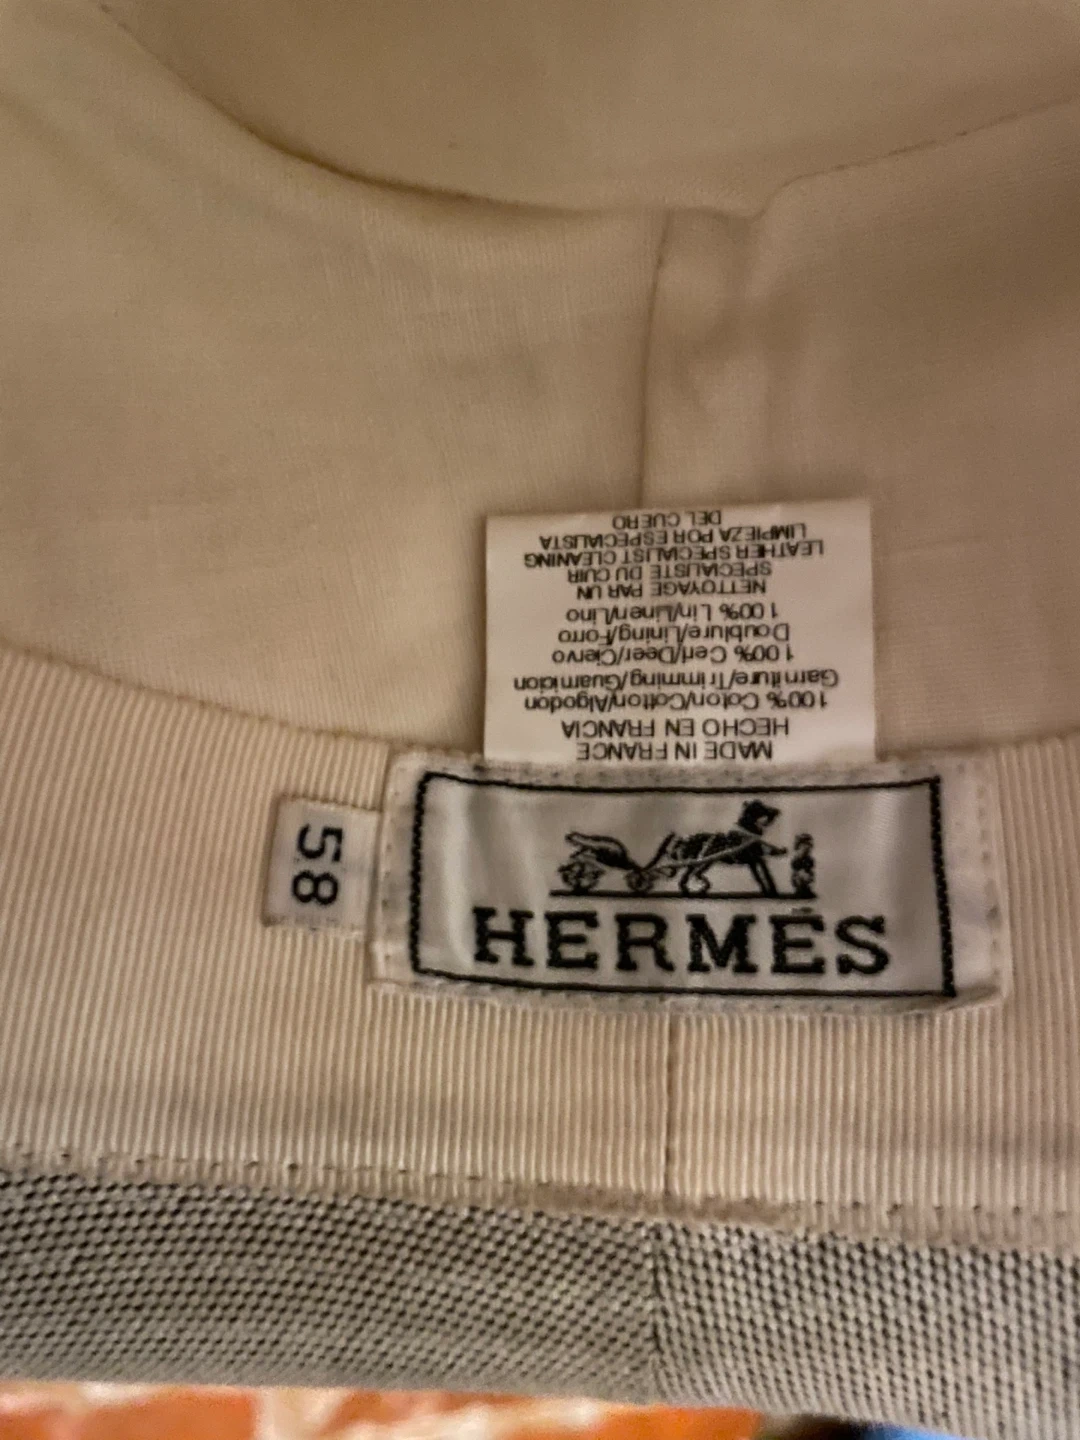 MADE IN FRANCE
HECHO EN FRANCIA
100% Coton/Cotton/Algodon
Garniture/Trimming/Guarnicion
100% Cerf/Deer/Ciervo
Doublure/Lining/Forro
100% Lin/Linen/Lino
NETTOYAGE PAR UN
SPECIALISTE DU CUIR
LEATHER SPECIALIST CLEANING
LIMPIEZA POR ESPECIALISTA
DEL CUERO
58
HERMÈS